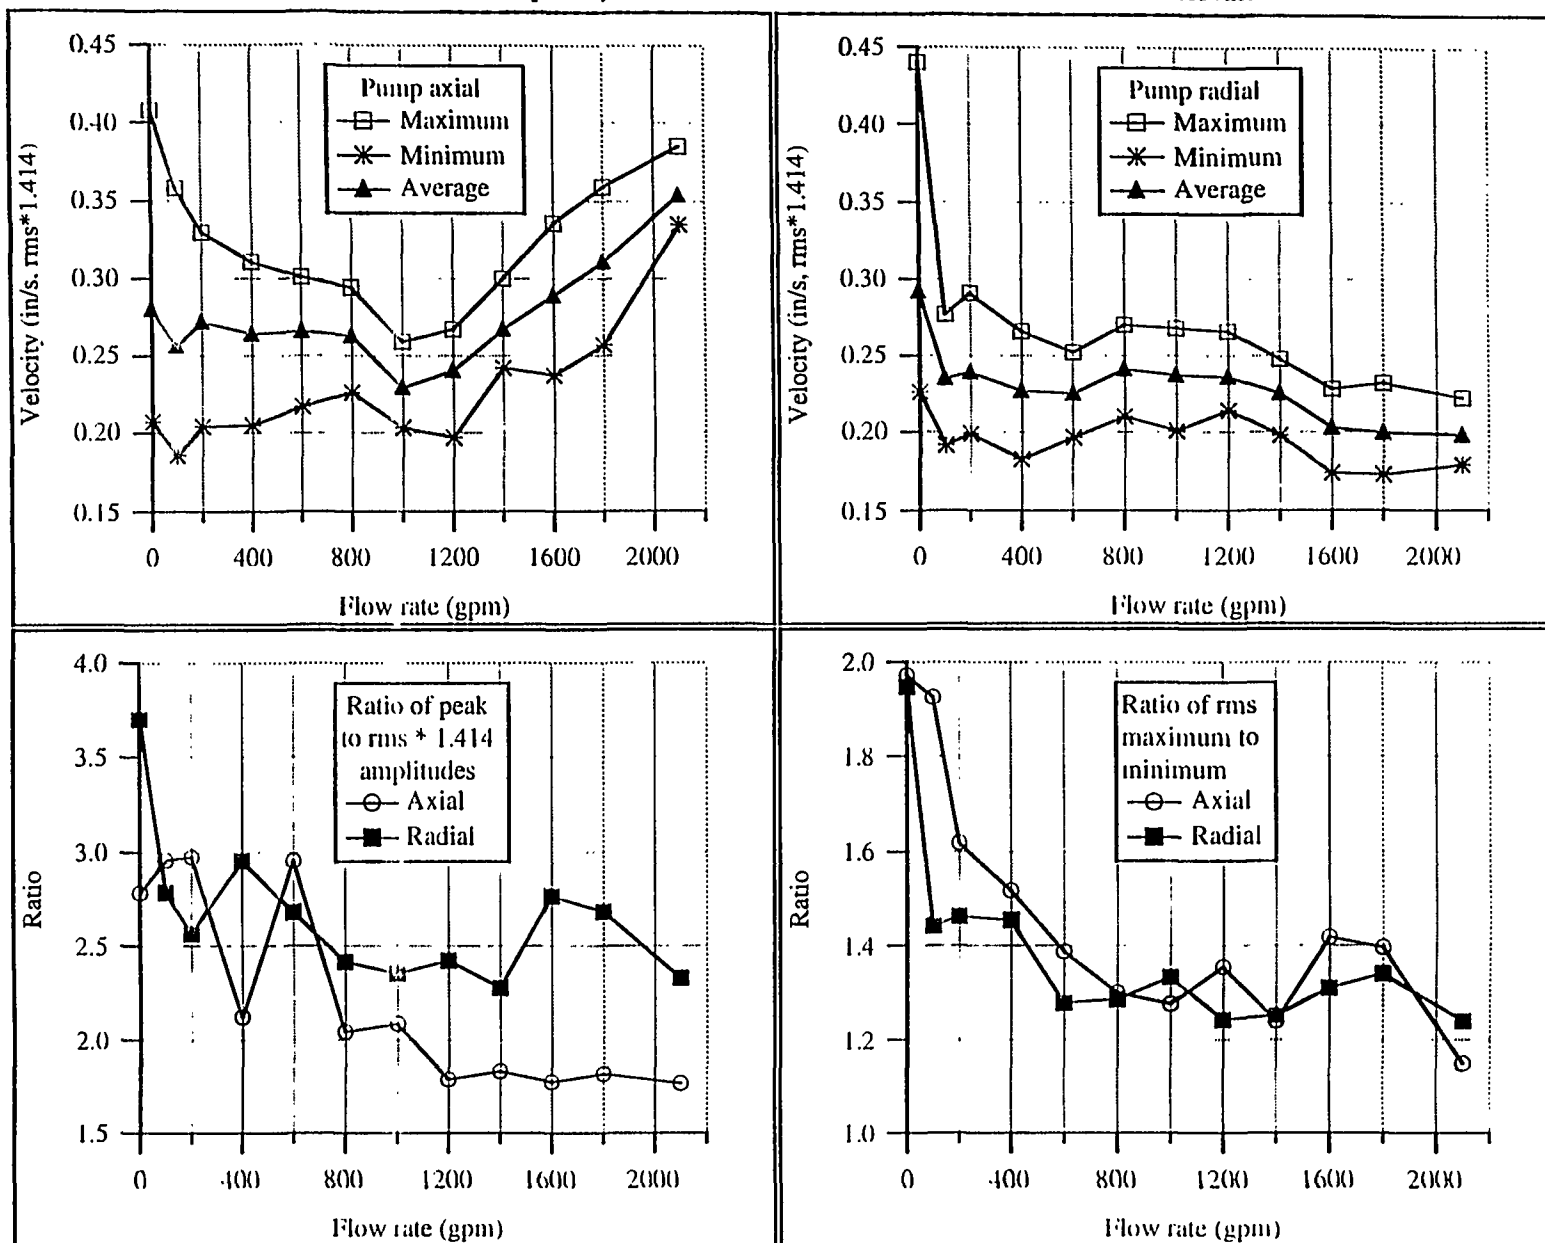 0.45
0.40
0.35
0.30
0.25
0.20
0.15
Velocity (in/s. rms*1.414)
Pump axial
Maximum
Minimum
Average
0 400 800 1200 1600 2000
Flow rate (gpm)
0.45
0.40
0.35
0.30
0.25
0.20
0.15
Velocity (in/s, rms*1.414)
Pump radial
Maximum
Minimum
Average
0 400 800 1200 1600 2000
Flow rate (gpm)
4.0
3.5
3.0
2.5
2.0
1.5
Ratio
Ratio of peak
to rms * 1.414
amplitudes
Axial
Radial
0 400 800 1200 1600 2000
Flow rate (gpm)
2.0
1.8
1.6
1.4
1.2
1.0
Ratio
Ratio of rms
maximum to
minimum
Axial
Radial
0 400 800 1200 1600 2000
Flow rate (gpm)